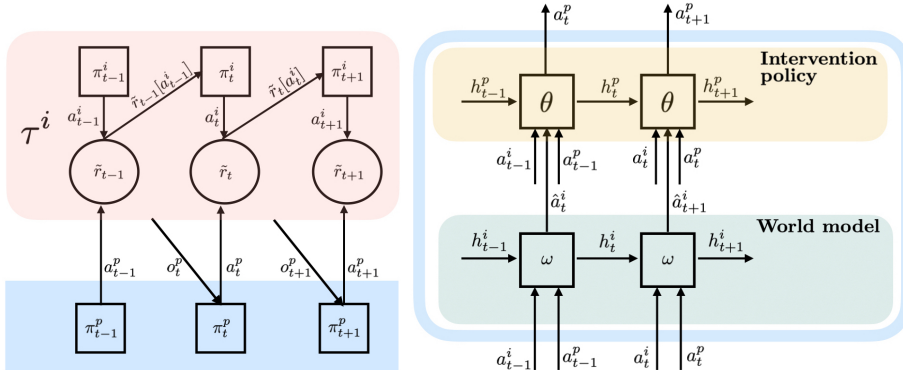 π^i_{t-1} π^i_t π^i_{t+1}
r̃_{t-1}[a^i_{t-1}] r̃_t[a^i_t]
a^i_{t-1} a^i_t a^i_{t+1}
τ^i
r̃_{t-1} r̃_t r̃_{t+1}
a^p_{t-1} o^p_t a^p_t o^p_{t+1} a^p_{t+1}
π^p_{t-1} π^p_t π^p_{t+1}
a^p_t a^p_{t+1}
Intervention
policy
h^p_{t-1} θ h^p_t θ h^p_{t+1}
a^i_{t-1} a^p_{t-1} a^i_t a^p_t
â^i_t â^i_{t+1}
World model
h^i_{t-1} ω h^i_t ω h^i_{t+1}
a^i_{t-1} a^p_{t-1} a^i_t a^p_t